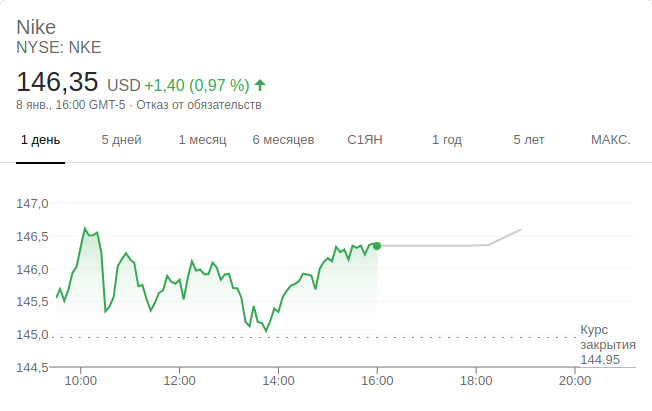 Nike
NYSE: NKE
146,35 USD +1,40 (0,97 %)
8 янв., 16:00 GMT-5 · Отказ от обязательств
1 день 5 дней 1 месяц 6 месяцев С1ЯН 1 год 5 лет МАКС.
147,0
146,5
146,0
145,5
145,0
Курс
закрытия
144,95
144,5
10:00 12:00 14:00 16:00 18:00 20:00